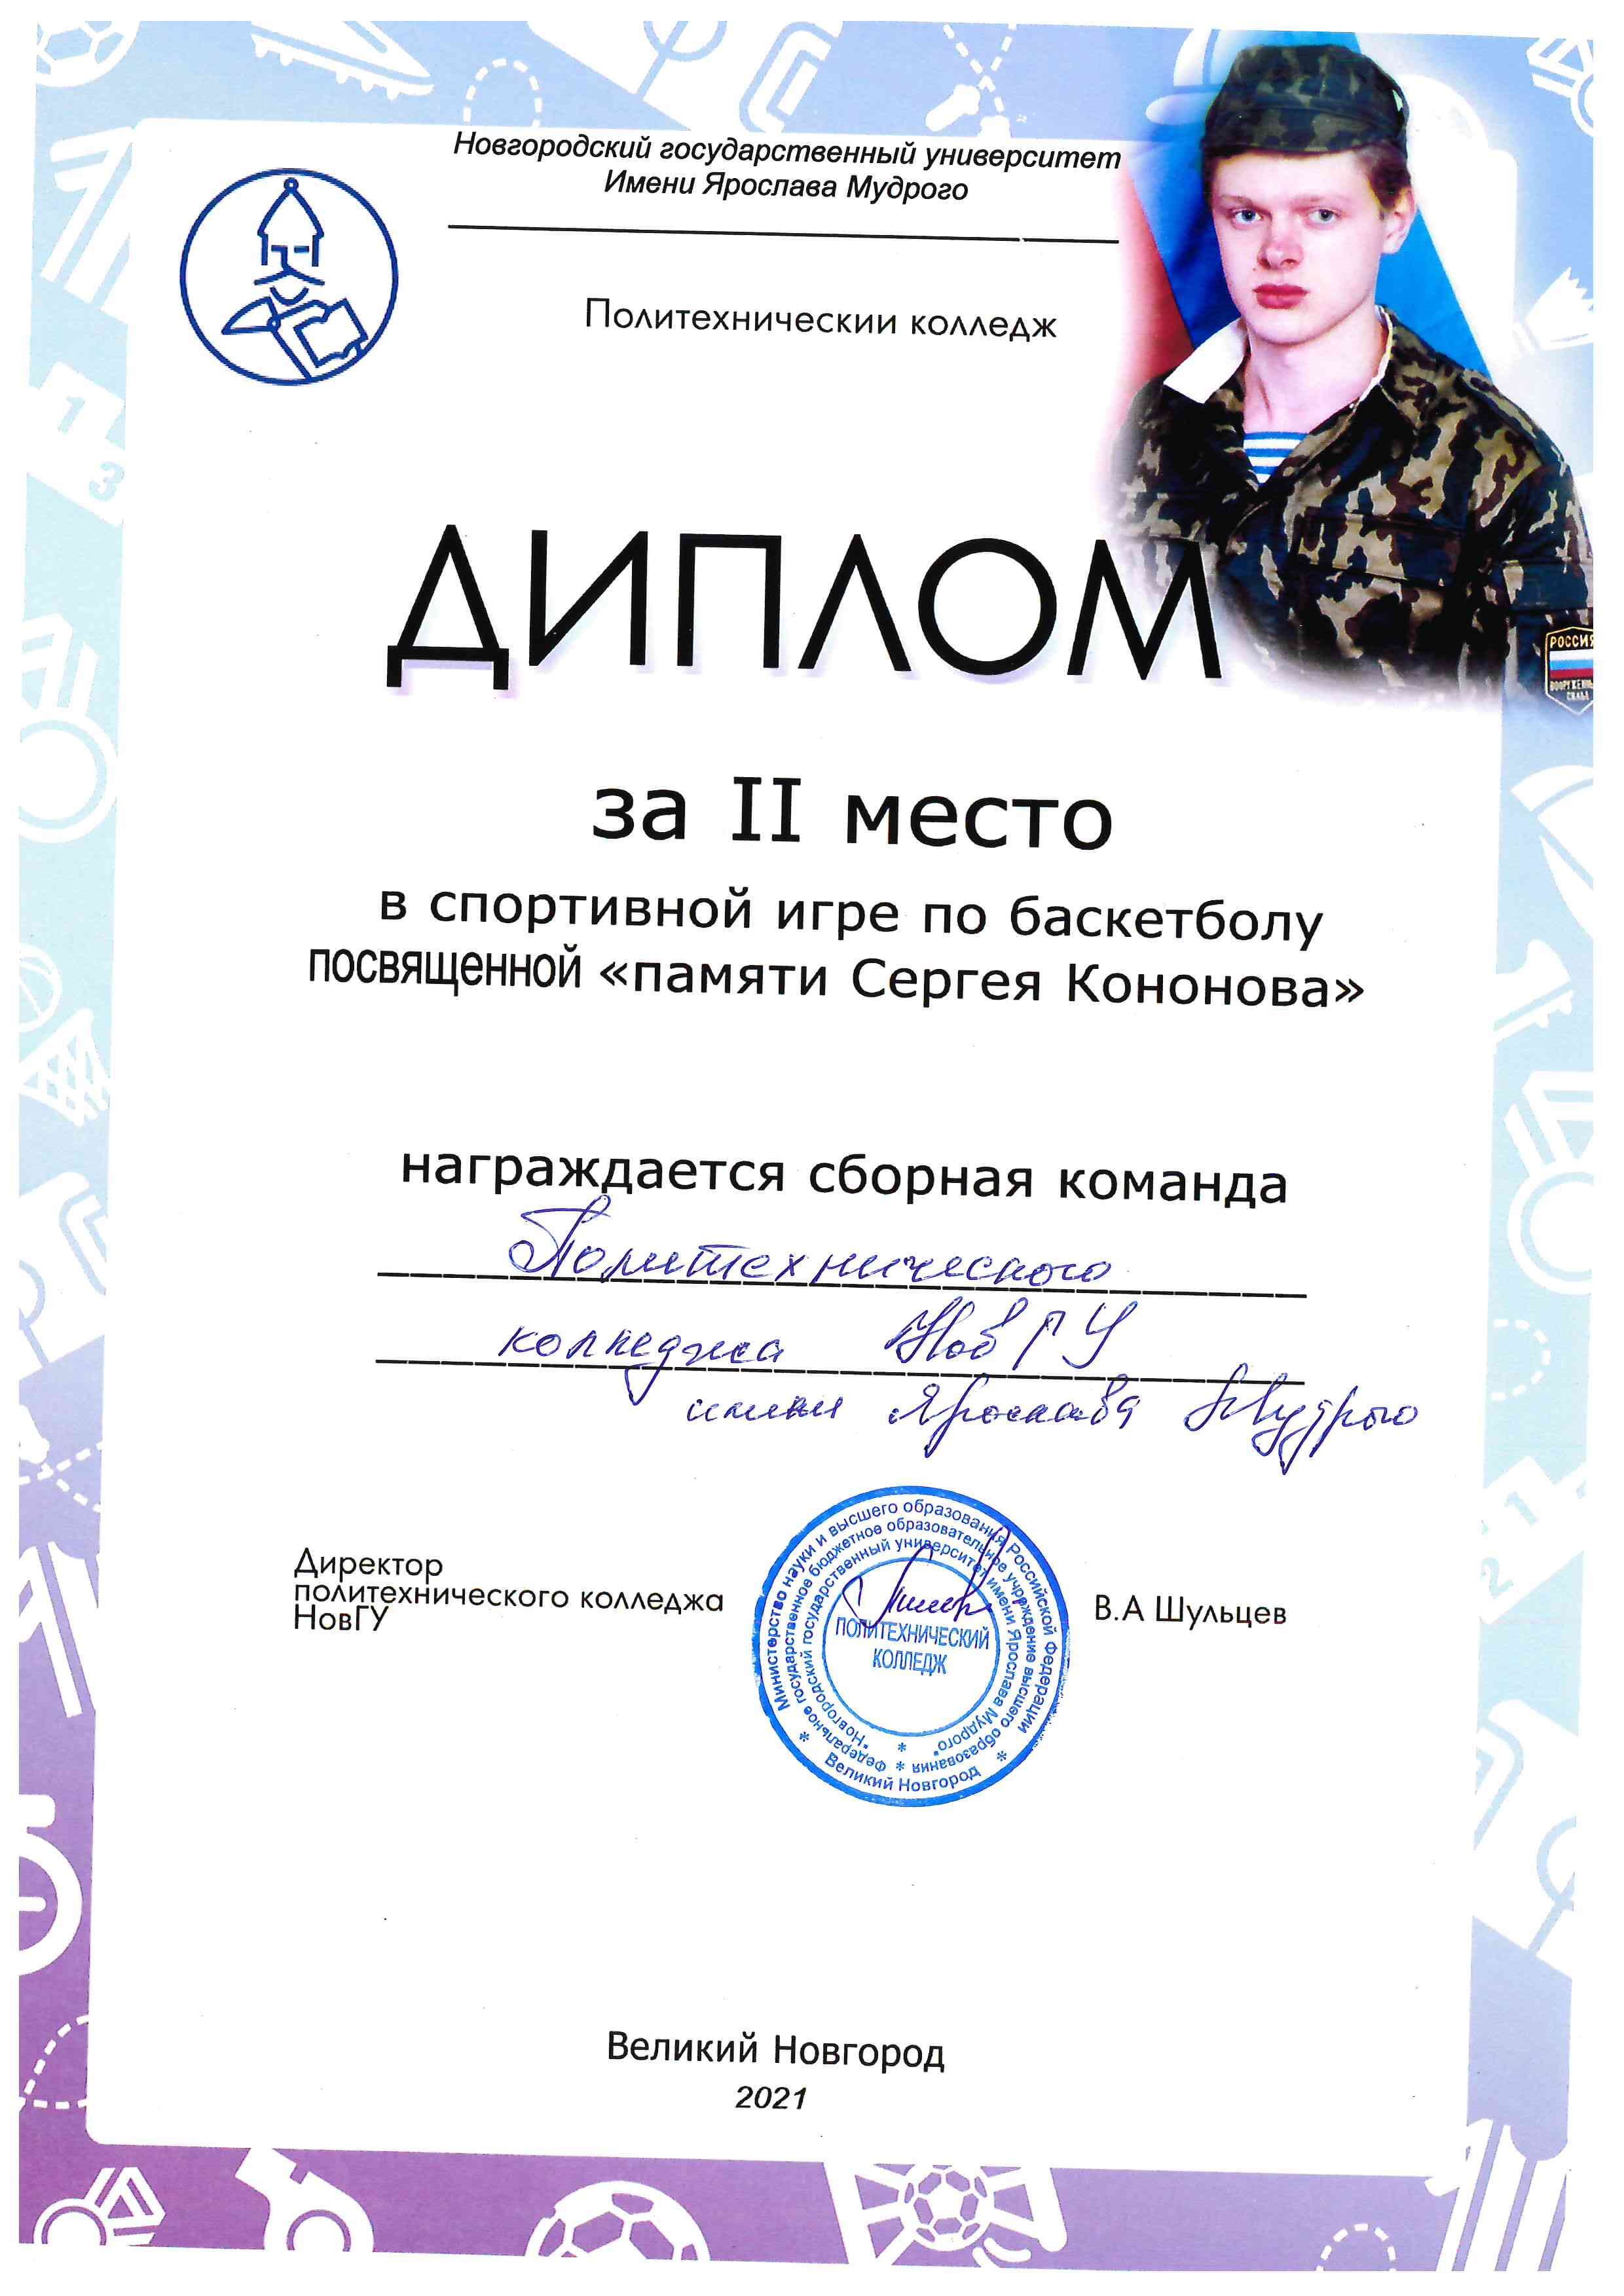 Новгородский государственный университет
Имени Ярослава Мудрого
Политехническии колледж
ДИПЛОМ
РОССИЯ
за II место
в спортивной игре по баскетболу
посвященной «памяти Сергея Кононова»
награждается сборная команда
Политехнического
колледжа НовГУ
имени Ярослава Мудрого
Директор
политехнического колледжа
НовГУ
Министерство науки и высшего образования Российской Федерации
Федеральное государственное бюджетное образовательное учреждение высшего образования
"Новгородский государственный университет имени Ярослава Мудрого"
ПОЛИТЕХНИЧЕСКИЙ
КОЛЛЕДЖ
Великий Новгород
В.А Шульцев
Великий Новгород
2021